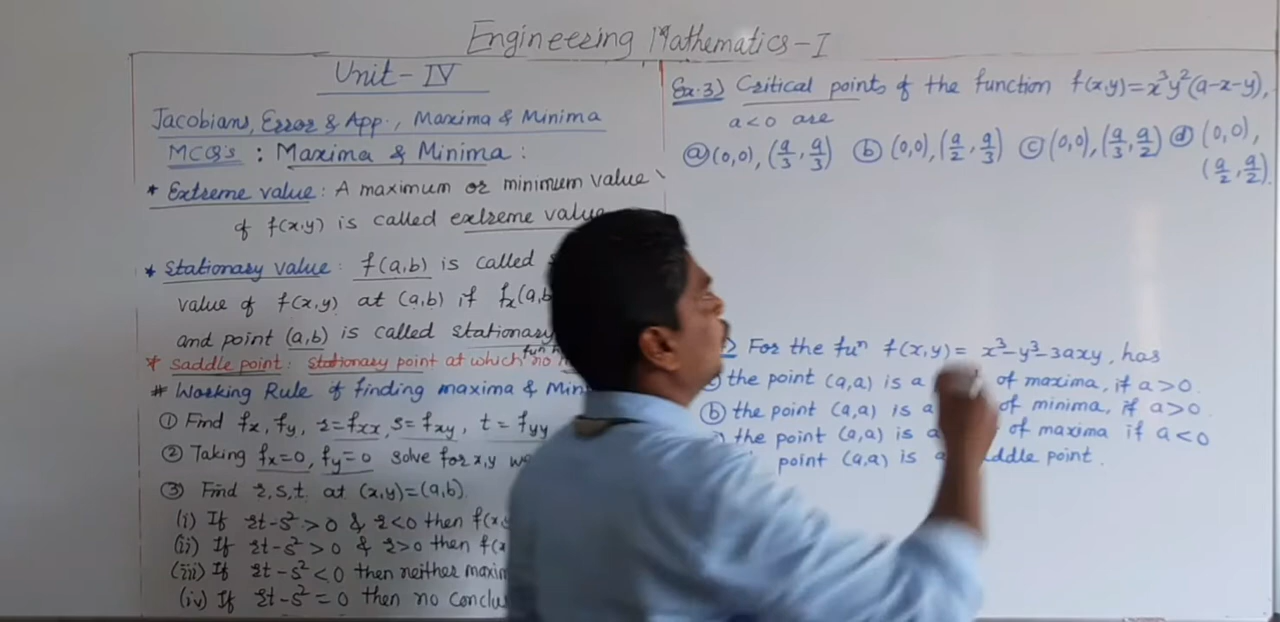 Engineering Mathematics-I
Unit-IV
Jacobians, Error & App., Maxima & Minima
MCQ's : Maxima & Minima :
* Extreme value : A maximum or minimum value
of f(x,y) is called extreme value
* Stationary value : f(a,b) is called
value of f(x,y) at (a,b) if fx(a,b
and point (a,b) is called stationary
* Saddle point : Stationary point at which fuⁿ no
# Working Rule of finding maxima & Min
① Find fx, fy, r=fxx, s=fxy, t=fyy
② Taking fx=0, fy=0 solve for x,y we
③ Find r,s,t at (x,y)=(a,b).
(i) If rt-s²>0 & r<0 then f(x,
(ii) If rt-s²>0 & r>0 then f(x
(iii) If rt-s²<0 then neither maxim
(iv) If rt-s²=0 then no conclu
Ex.3) Critical points of the function f(x,y)=x³y²(a-x-y),
a<0 are
ⓐ (0,0), (a/3, a/3) ⓑ (0,0), (a/2, a/3) ⓒ (0,0), (a/3, a/2) ⓓ (0,0),
(a/2, a/2)
For the fuⁿ f(x,y)= x³-y³-3axy, has
the point (a,a) is a of maxima, if a>0.
ⓑ the point (a,a) is a of minima, if a>0
the point (a,a) is a of maxima if a<0
point (a,a) is a saddle point.